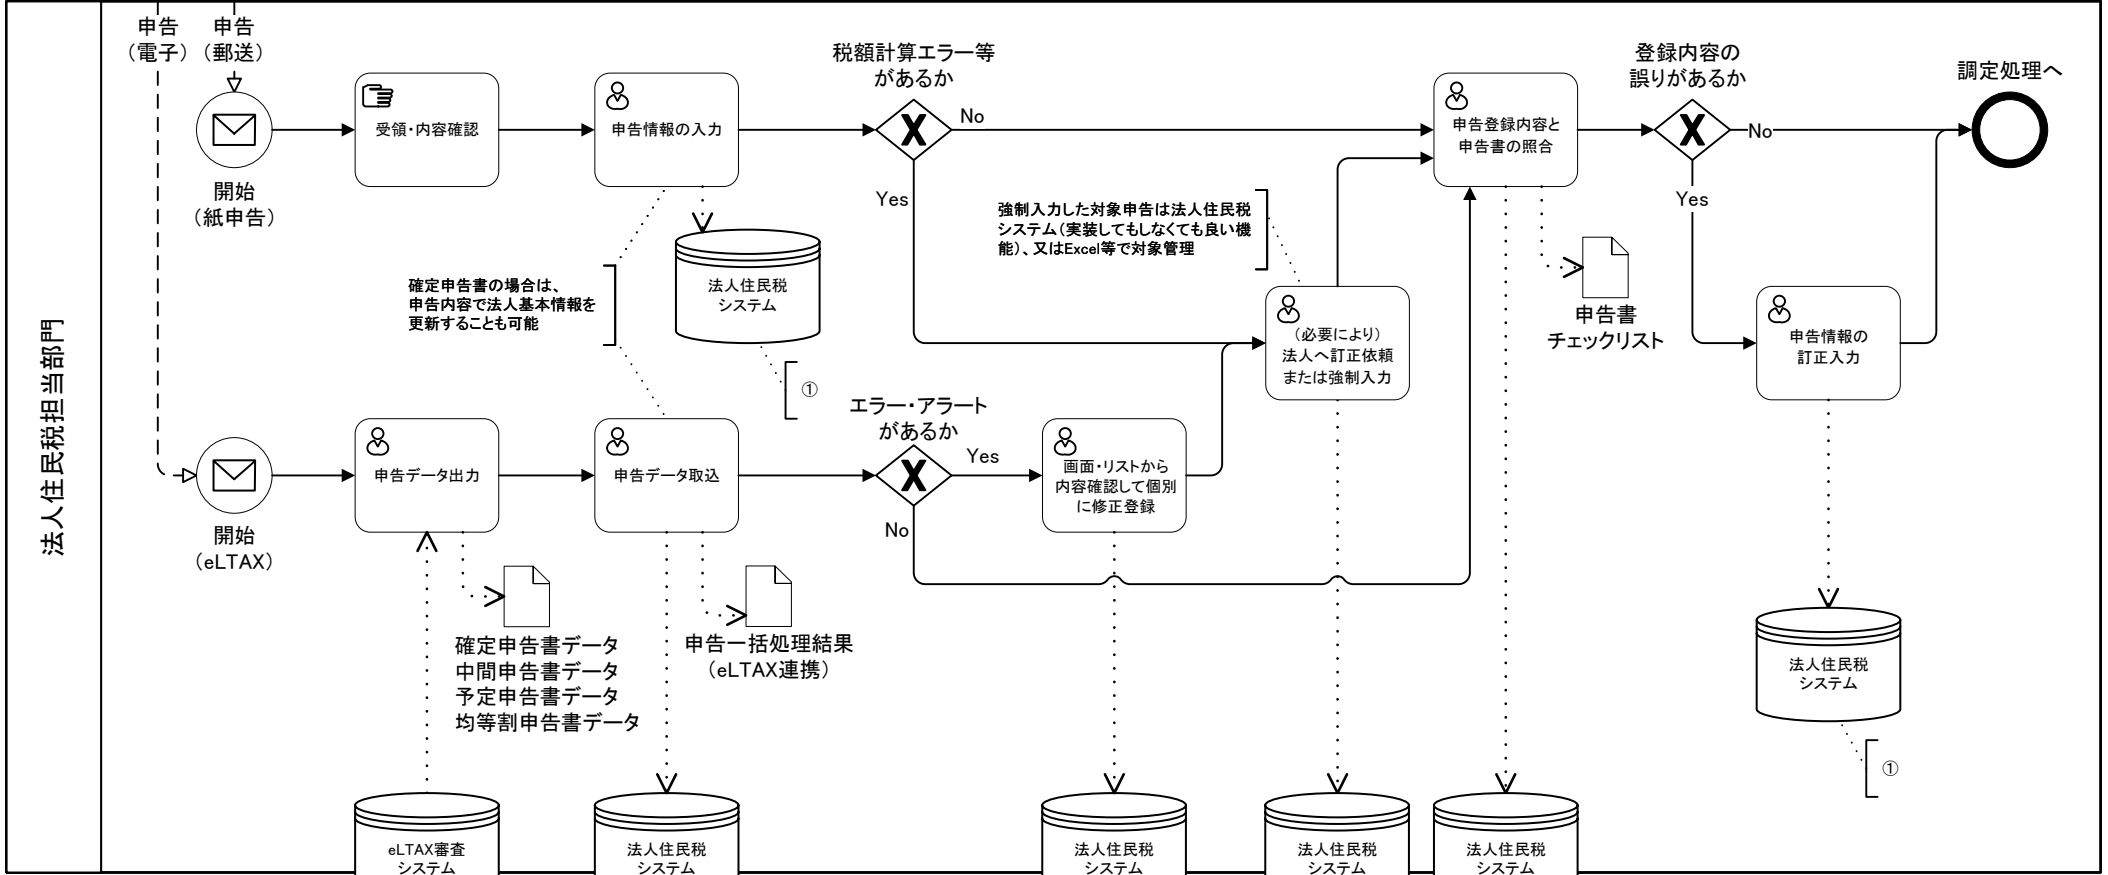 法人住民税担当部門
申告
（電子）
申告
（郵送）
開始
（紙申告）
受領・内容確認
申告情報の入力
税額計算エラー等
があるか
No
Yes
申告登録内容と
申告書の照合
登録内容の
誤りがあるか
No
Yes
調定処理へ
強制入力した対象申告は法人住民税
システム（実装してもしなくても良い機
能）、又はExcel等で対象管理
確定申告書の場合は、
申告内容で法人基本情報を
更新することも可能
法人住民税
システム
①
（必要により）
法人へ訂正依頼
または強制入力
申告書
チェックリスト
申告情報の
訂正入力
開始
（eLTAX）
申告データ出力
申告データ取込
エラー・アラート
があるか
Yes
No
画面・リストから
内容確認して個別
に修正登録
確定申告書データ
中間申告書データ
予定申告書データ
均等割申告書データ
申告一括処理結果
（eLTAX連携）
法人住民税
システム
①
eLTAX審査
システム
法人住民税
システム
法人住民税
システム
法人住民税
システム
法人住民税
システム